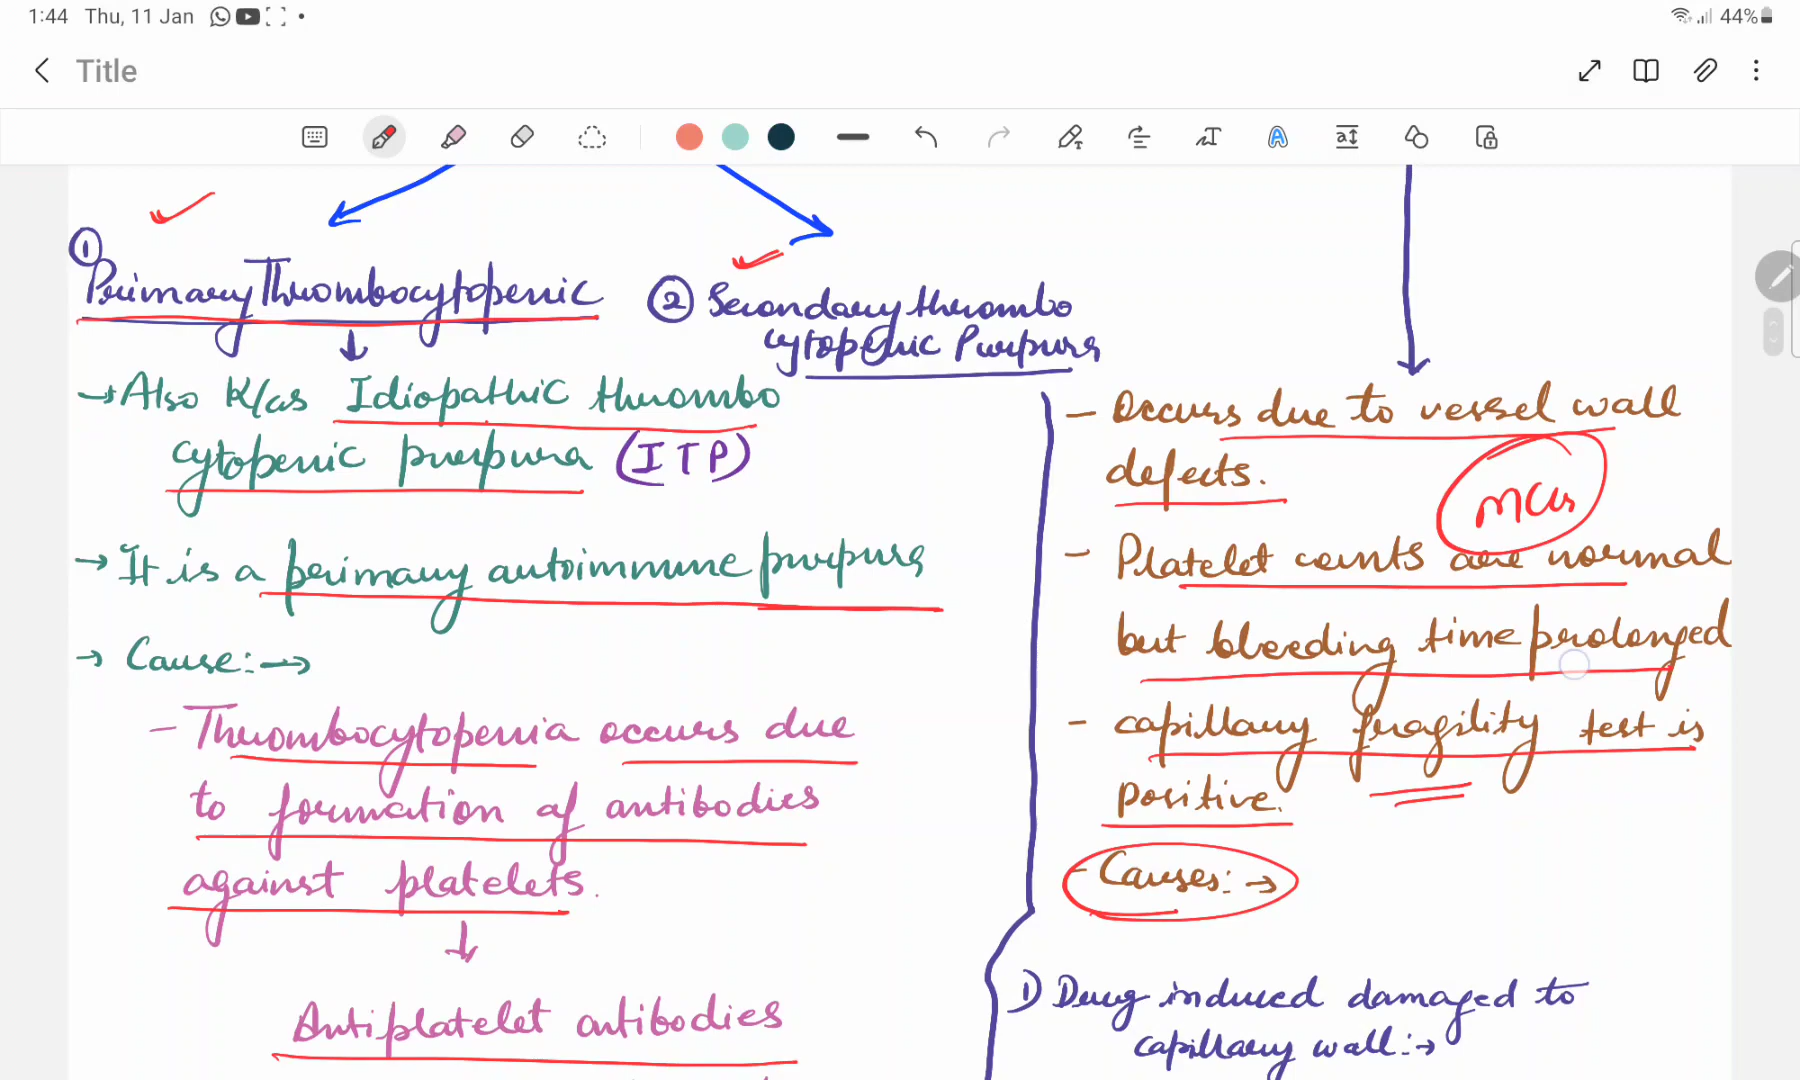 1:44 Thu, 11 Jan
44%
Title
① Primary Thrombocytopenic
② Secondary thrombo
cytopenic Purpura
→ Also K/as Idiopathic thrombo
cytopenic purpura (ITP)
→ It is a primary autoimmune purpura
→ Cause:→
- Thrombocytopenia occurs due
to formation of antibodies
against platelets.
↓
Antiplatelet antibodies
- Occurs due to vessel wall
defects.
MCQs
- Platelet counts are normal
but bleeding time prolonged
- capillary fragility test is
positive.
- Causes:→
1) Drug induced damaged to
capillary wall:→